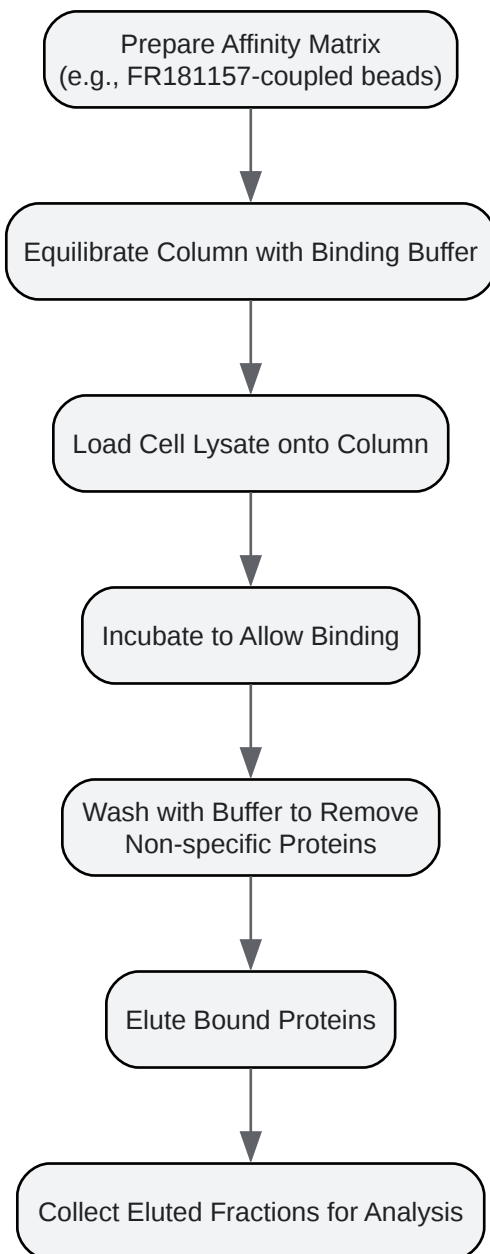 Prepare Affinity Matrix
(e.g., FR181157-coupled beads)
Equilibrate Column with Binding Buffer
Load Cell Lysate onto Column
Incubate to Allow Binding
Wash with Buffer to Remove
Non-specific Proteins
Elute Bound Proteins
Collect Eluted Fractions for Analysis